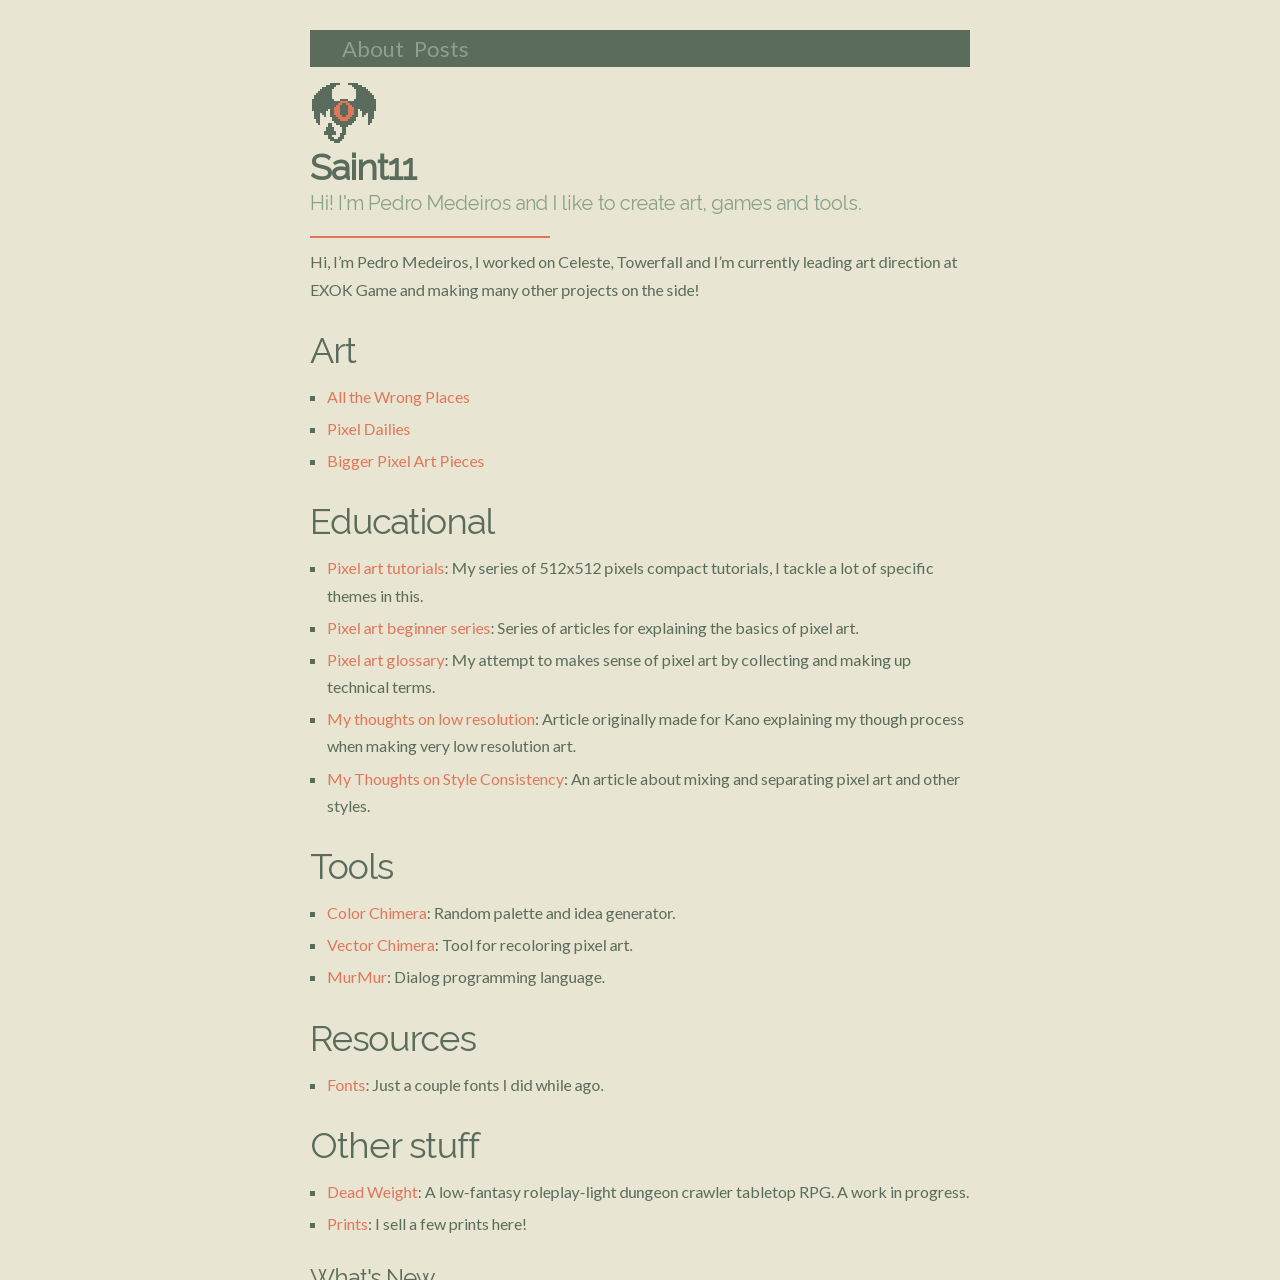 About Posts
Saint11
Hi! I'm Pedro Medeiros and I like to create art, games and tools.
Hi, I’m Pedro Medeiros, I worked on Celeste, Towerfall and I’m currently leading art direction at
EXOK Game and making many other projects on the side!
Art
All the Wrong Places
Pixel Dailies
Bigger Pixel Art Pieces
Educational
Pixel art tutorials: My series of 512x512 pixels compact tutorials, I tackle a lot of specific
themes in this.
Pixel art beginner series: Series of articles for explaining the basics of pixel art.
Pixel art glossary: My attempt to makes sense of pixel art by collecting and making up
technical terms.
My thoughts on low resolution: Article originally made for Kano explaining my though process
when making very low resolution art.
My Thoughts on Style Consistency: An article about mixing and separating pixel art and other
styles.
Tools
Color Chimera: Random palette and idea generator.
Vector Chimera: Tool for recoloring pixel art.
MurMur: Dialog programming language.
Resources
Fonts: Just a couple fonts I did while ago.
Other stuff
Dead Weight: A low-fantasy roleplay-light dungeon crawler tabletop RPG. A work in progress.
Prints: I sell a few prints here!
What's New